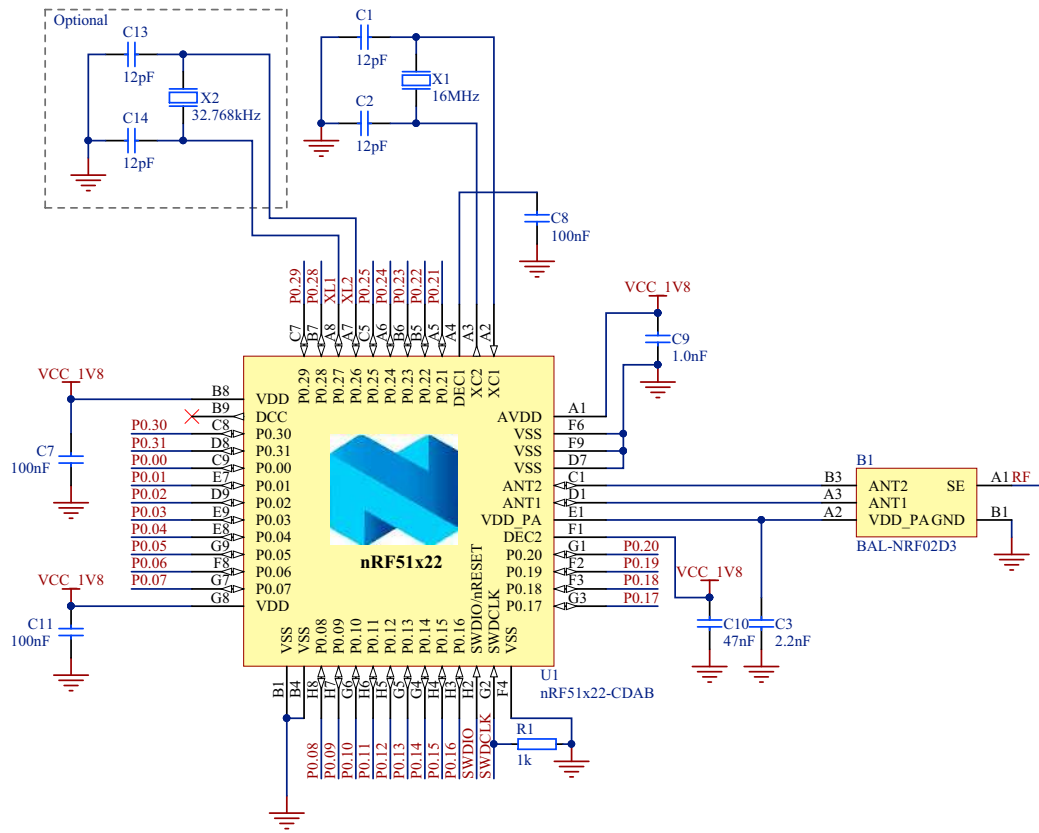 Optional
C13
12pF
X2
32.768kHz
C14
12pF
C1
12pF
X1
16MHz
C2
12pF
C8
100nF
P0.29
P0.28
XL1
XL2
P0.25
P0.24
P0.23
P0.22
P0.21
C7
B7
A8
A7
C5
A6
B6
B5
A5
A4
A3
A2
P0.29
P0.28
P0.27
P0.26
P0.25
P0.24
P0.23
P0.22
P0.21
DEC1
XC2
XC1
VCC_1V8
C9
1.0nF
VCC_1V8
C7
100nF
VCC_1V8
C11
100nF
B8 VDD
B9 DCC
P0.30 C8 P0.30
P0.31 D8 P0.31
P0.00 C9 P0.00
P0.01 E7 P0.01
P0.02 D9 P0.02
P0.03 E9 P0.03
P0.04 E8 P0.04
P0.05 G9 P0.05
P0.06 F8 P0.06
P0.07 G7 P0.07
G8 VDD
nRF51x22
AVDD A1
VSS F6
VSS F9
VSS D7
ANT2 C1
ANT1 D1
VDD_PA E1
DEC2 F1
P0.20 G1 P0.20
P0.19 F2 P0.19
P0.18 F3 P0.18
P0.17 G3 P0.17
B1
B3 ANT2 SE A1 RF
A3 ANT1
A2 VDD_PA GND B1
BAL-NRF02D3
VCC_1V8
C10
47nF
C3
2.2nF
VSS
VSS
P0.08
P0.09
P0.10
P0.11
P0.12
P0.13
P0.14
P0.15
P0.16
SWDIO/nRESET
SWDCLK
VSS
U1
nRF51x22-CDAB
B1
B4
H8
H7
G6
H6
H5
G5
G4
H4
H3
H2
G2
F4
P0.08
P0.09
P0.10
P0.11
P0.12
P0.13
P0.14
P0.15
P0.16
SWDIO
SWDCLK
R1
1k